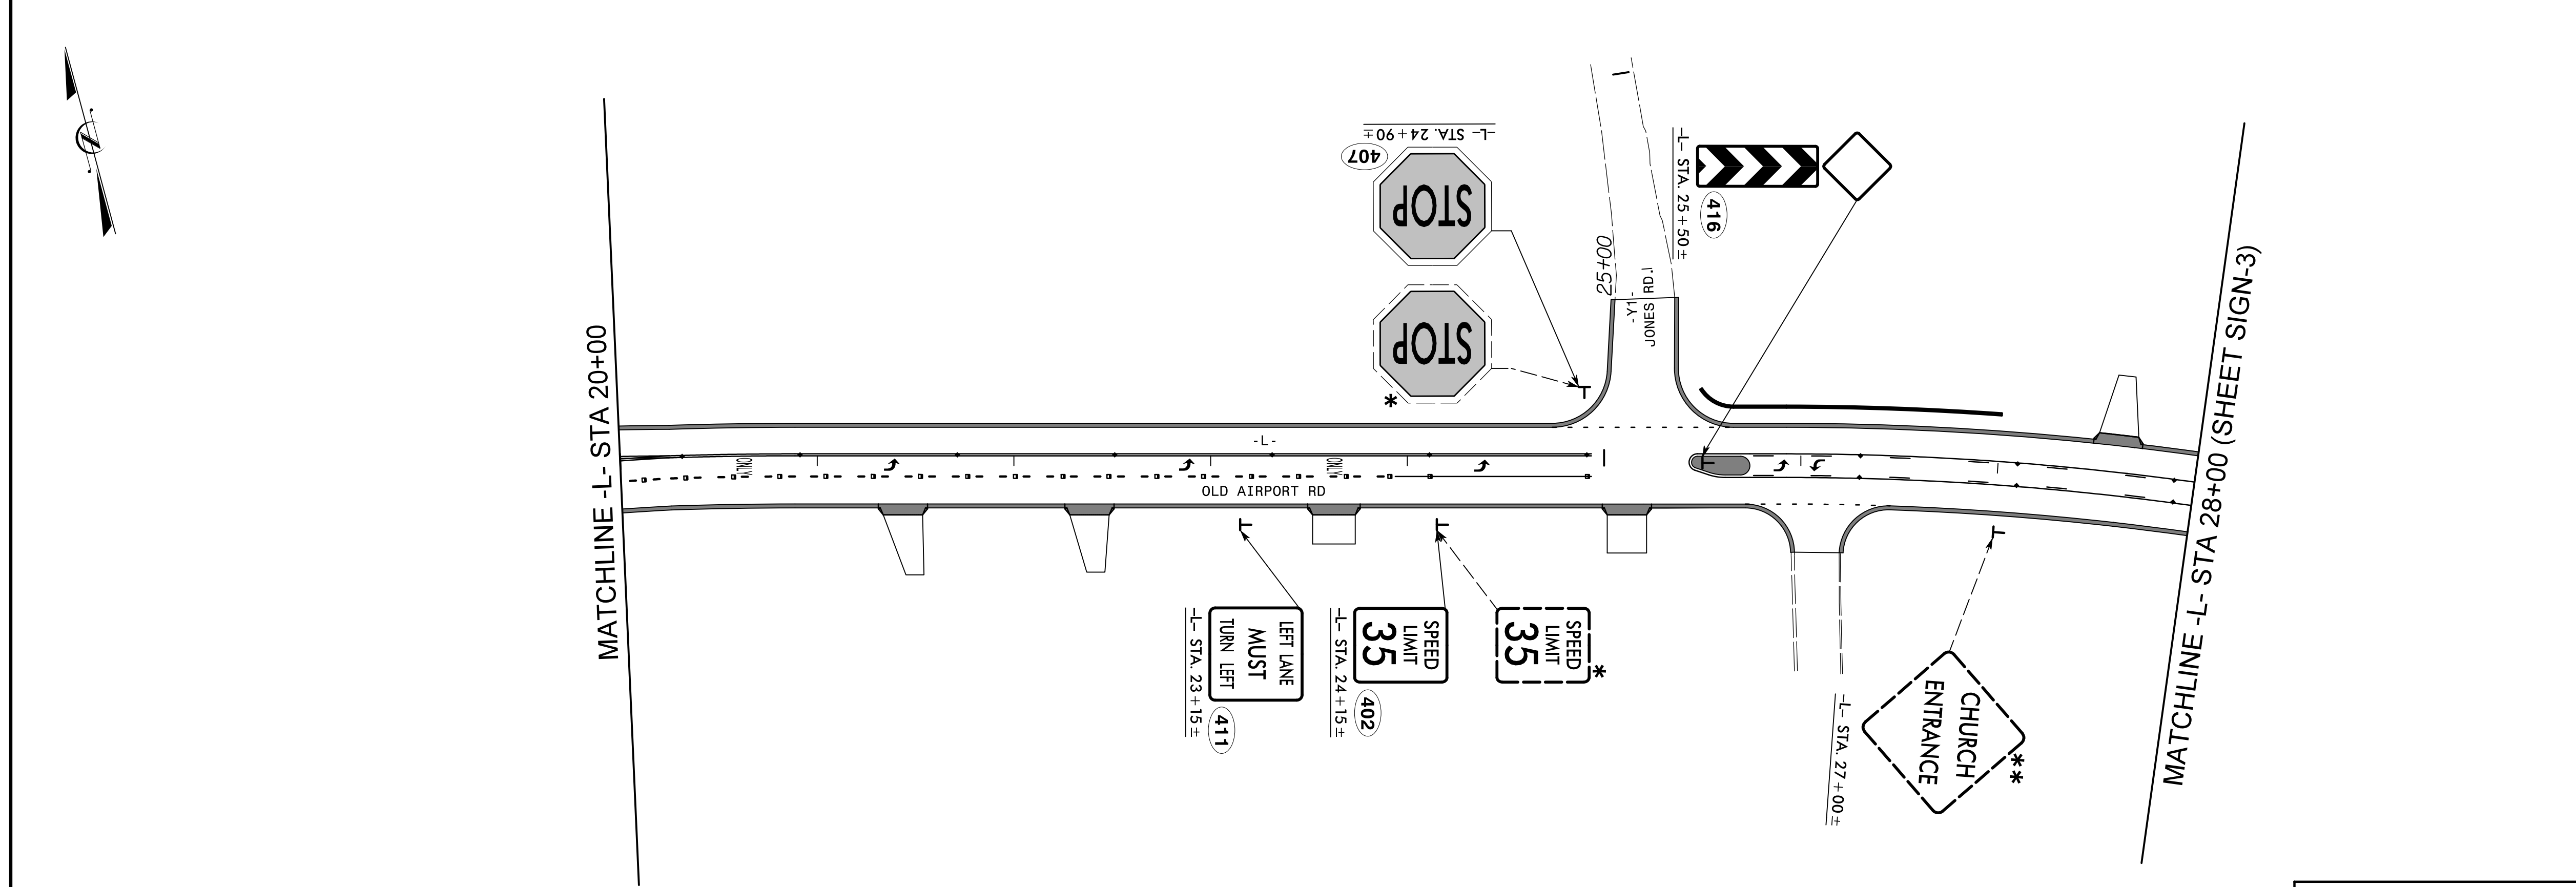 MATCHLINE -L- STA 20+00
-L- STA. 24+90±
407
STOP
STOP
*
25+00
-Y1-
JONES RD.
-L- STA. 25+50±
416
-L-
ONLY
ONLY
OLD AIRPORT RD
-L- STA. 23+15±
LEFT LANE
MUST
TURN LEFT
411
-L- STA. 24+15±
SPEED
LIMIT
35
402
SPEED
LIMIT
35
*
-L- STA. 27+00±
CHURCH
ENTRANCE
**
MATCHLINE -L- STA 28+00 (SHEET SIGN-3)